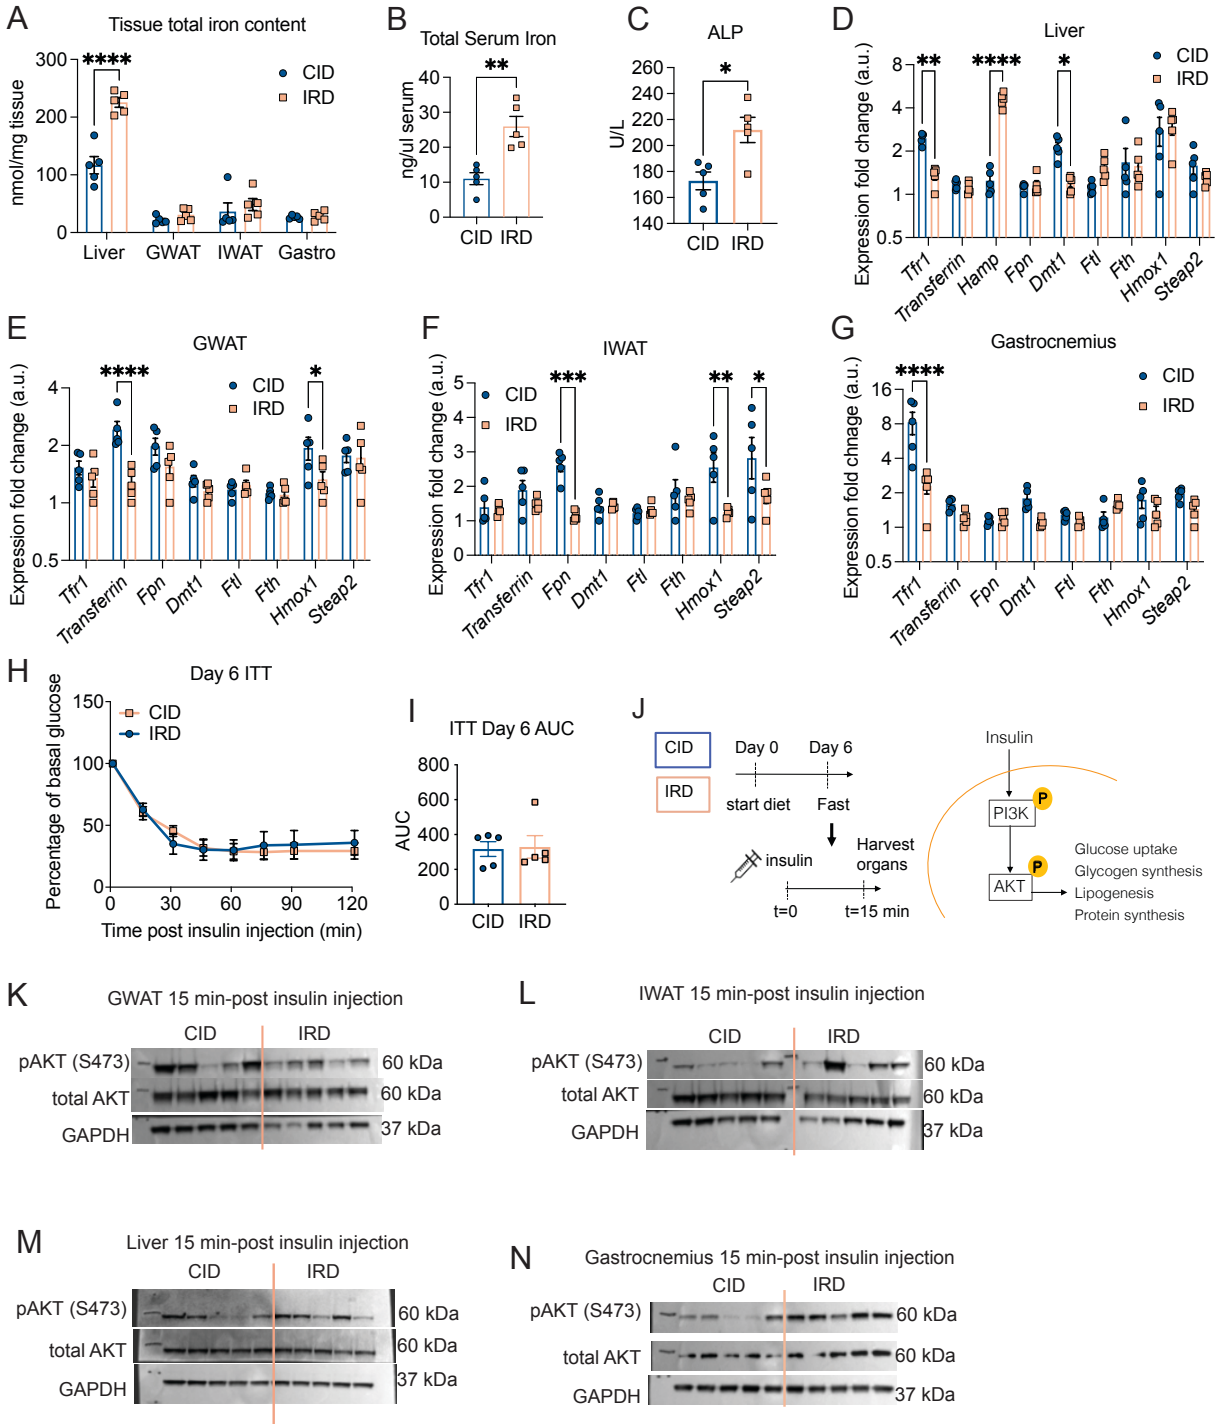 A
Tissue total iron content
nmol/mg tissue
300
200
100
0
****
CID
IRD
Liver
GWAT
IWAT
Gastro
B
Total Serum Iron
ng/ul serum
40
30
20
10
0
**
CID
IRD
C
ALP
U/L
260
240
220
200
180
160
140
*
CID
IRD
D
Liver
Expression fold change (a.u.)
8
4
2
1
0.5
**
****
*
CID
IRD
Tfr1
Transferrin
Hamp
Fpn
Dmt1
Ftl
Fth
Hmox1
Steap2
E
GWAT
Expression fold change (a.u.)
4
2
1
0.5
****
*
CID
IRD
Tfr1
Transferrin
Fpn
Dmt1
Ftl
Fth
Hmox1
Steap2
F
IWAT
Expression fold change (a.u.)
5
4
3
2
1
0
CID
IRD
***
**
*
Tfr1
Transferrin
Fpn
Dmt1
Ftl
Fth
Hmox1
Steap2
G
Gastrocnemius
Expression fold chnage (a.u.)
16
8
4
2
1
0.5
****
CID
IRD
Tfr1
Transferrin
Fpn
Dmt1
Ftl
Fth
Hmox1
Steap2
H
Day 6 ITT
Percentage of basal glucose
150
100
50
0
CID
IRD
0
30
60
90
120
Time post insulin injection (min)
I
ITT Day 6 AUC
AUC
800
600
400
200
0
CID
IRD
J
CID
IRD
Day 0
Day 6
start diet
Fast
insulin
Harvest
organs
t=0
t=15 min
Insulin
PI3K
P
AKT
P
Glucose uptake
Glycogen synthesis
Lipogenesis
Protein synthesis
K
GWAT 15 min-post insulin injection
CID
IRD
pAKT (S473)
60 kDa
total AKT
60 kDa
GAPDH
37 kDa
L
IWAT 15 min-post insulin injection
CID
IRD
pAKT (S473)
60 kDa
total AKT
60 kDa
GAPDH
37 kDa
M
Liver 15 min-post insulin injection
CID
IRD
pAKT (S473)
60 kDa
total AKT
60 kDa
GAPDH
37 kDa
N
Gastrocnemius 15 min-post insulin injection
CID
IRD
pAKT (S473)
60 kDa
total AKT
60 kDa
GAPDH
37 kDa